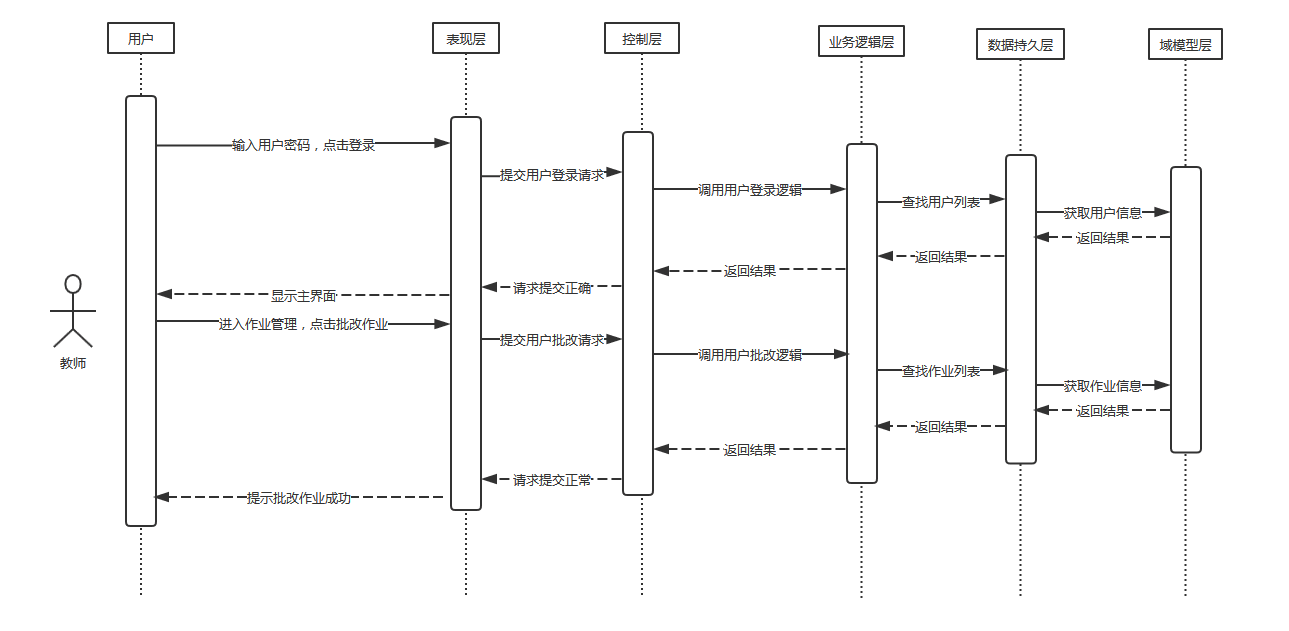 用户
表现层
控制层
业务逻辑层
数据持久层
域模型层
输入用户密码，点击登录
提交用户登录请求
调用用户登录逻辑
查找用户列表
获取用户信息
返回结果
返回结果
返回结果
请求提交正确
显示主界面
进入作业管理，点击批改作业
提交用户批改请求
调用用户批改逻辑
教师
查找作业列表
获取作业信息
返回结果
返回结果
返回结果
请求提交正常
提示批改作业成功